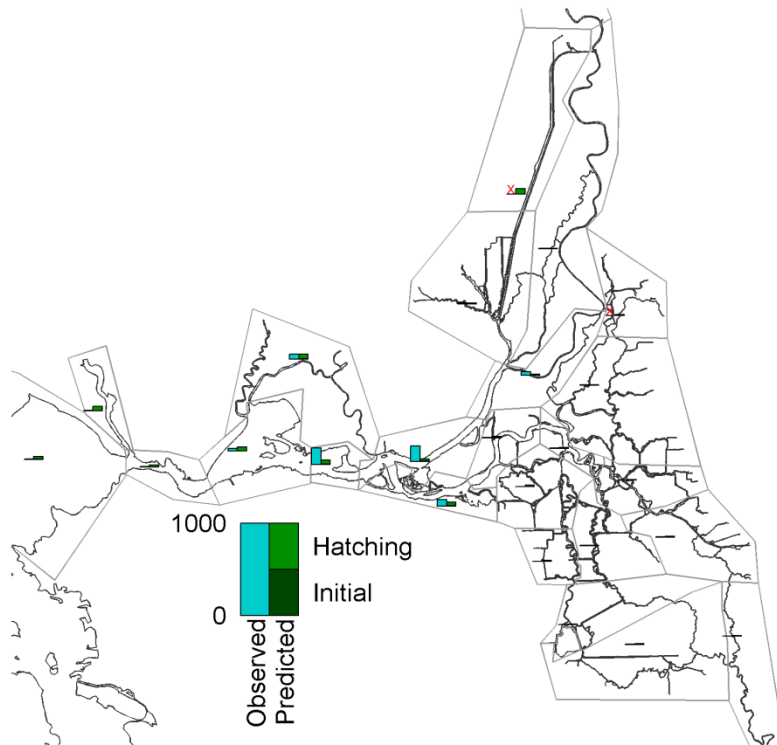 X
X
1000
Hatching
Initial
0
Observed
Predicted